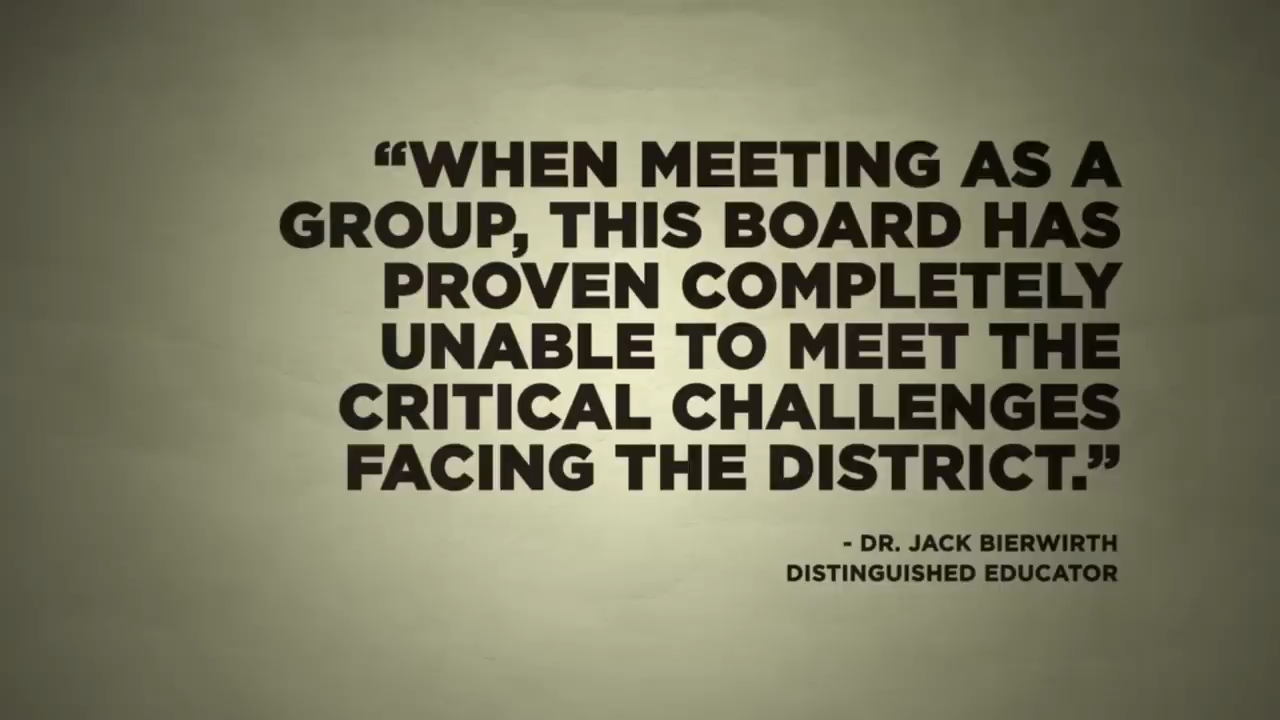 “WHEN MEETING AS A
GROUP, THIS BOARD HAS
PROVEN COMPLETELY
UNABLE TO MEET THE
CRITICAL CHALLENGES
FACING THE DISTRICT.”
- DR. JACK BIERWIRTH
DISTINGUISHED EDUCATOR